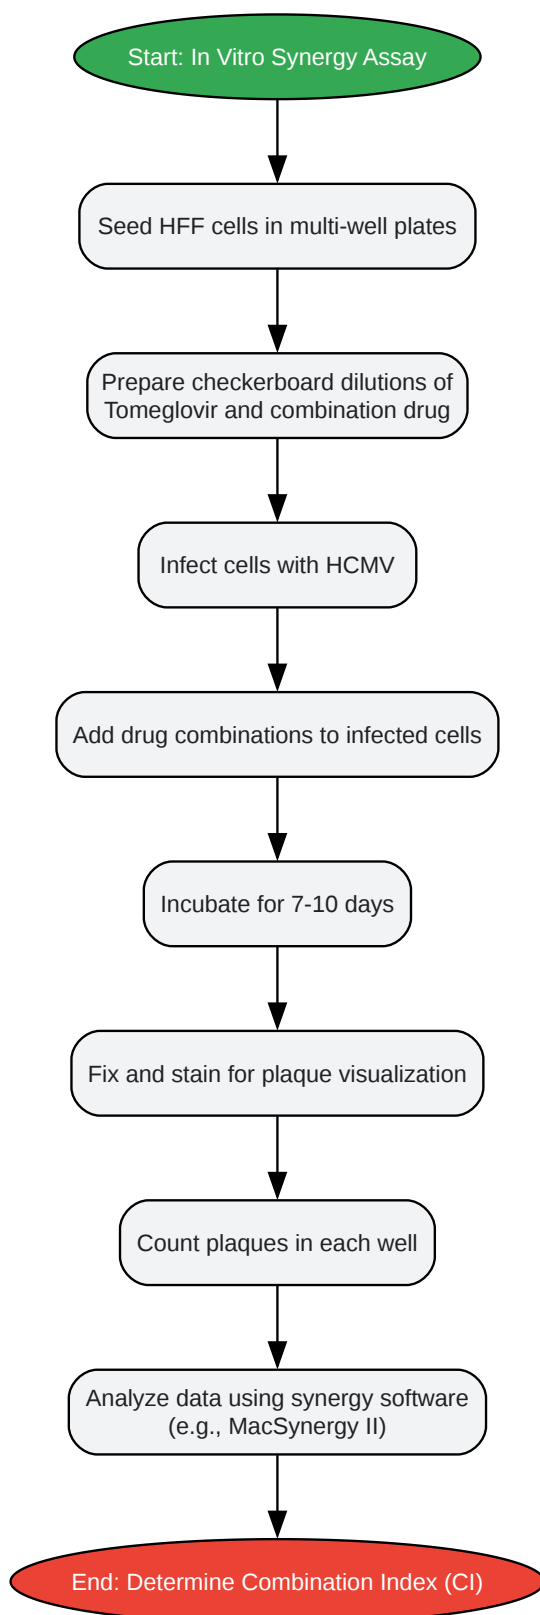 Start: In Vitro Synergy Assay
Seed HFF cells in multi-well plates
Prepare checkerboard dilutions of
Tomeglovir and combination drug
Infect cells with HCMV
Add drug combinations to infected cells
Incubate for 7-10 days
Fix and stain for plaque visualization
Count plaques in each well
Analyze data using synergy software
(e.g., MacSynergy II)
End: Determine Combination Index (CI)